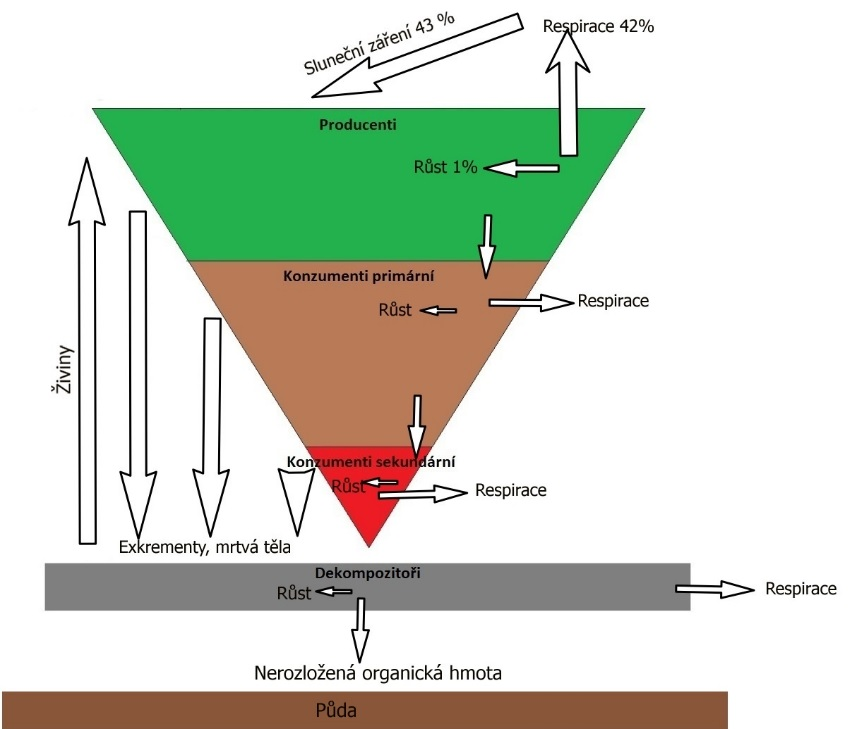 Sluneční záření 43 %
Respirace 42%
Producenti
Růst 1%
Konzumenti primární
Růst
Respirace
Živiny
Konzumenti sekundární
Růst
Respirace
Exkrementy, mrtvá těla
Dekompozitoři
Růst
Respirace
Nerozložená organická hmota
Půda